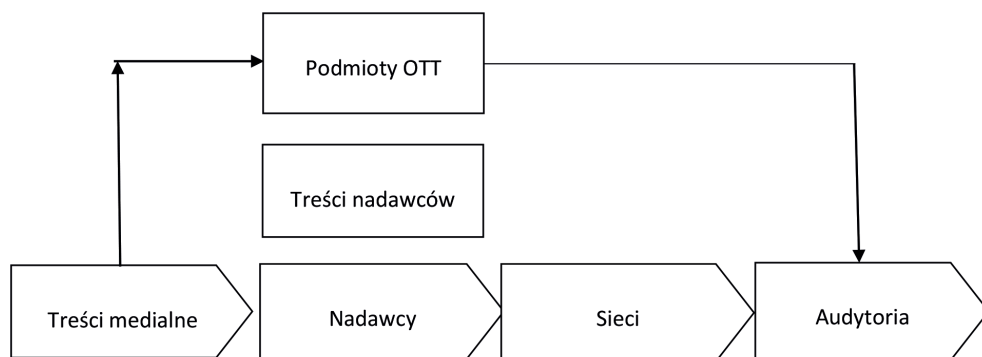 Podmioty OTT
Treści nadawców
Treści medialne
Nadawcy
Sieci
Audytoria